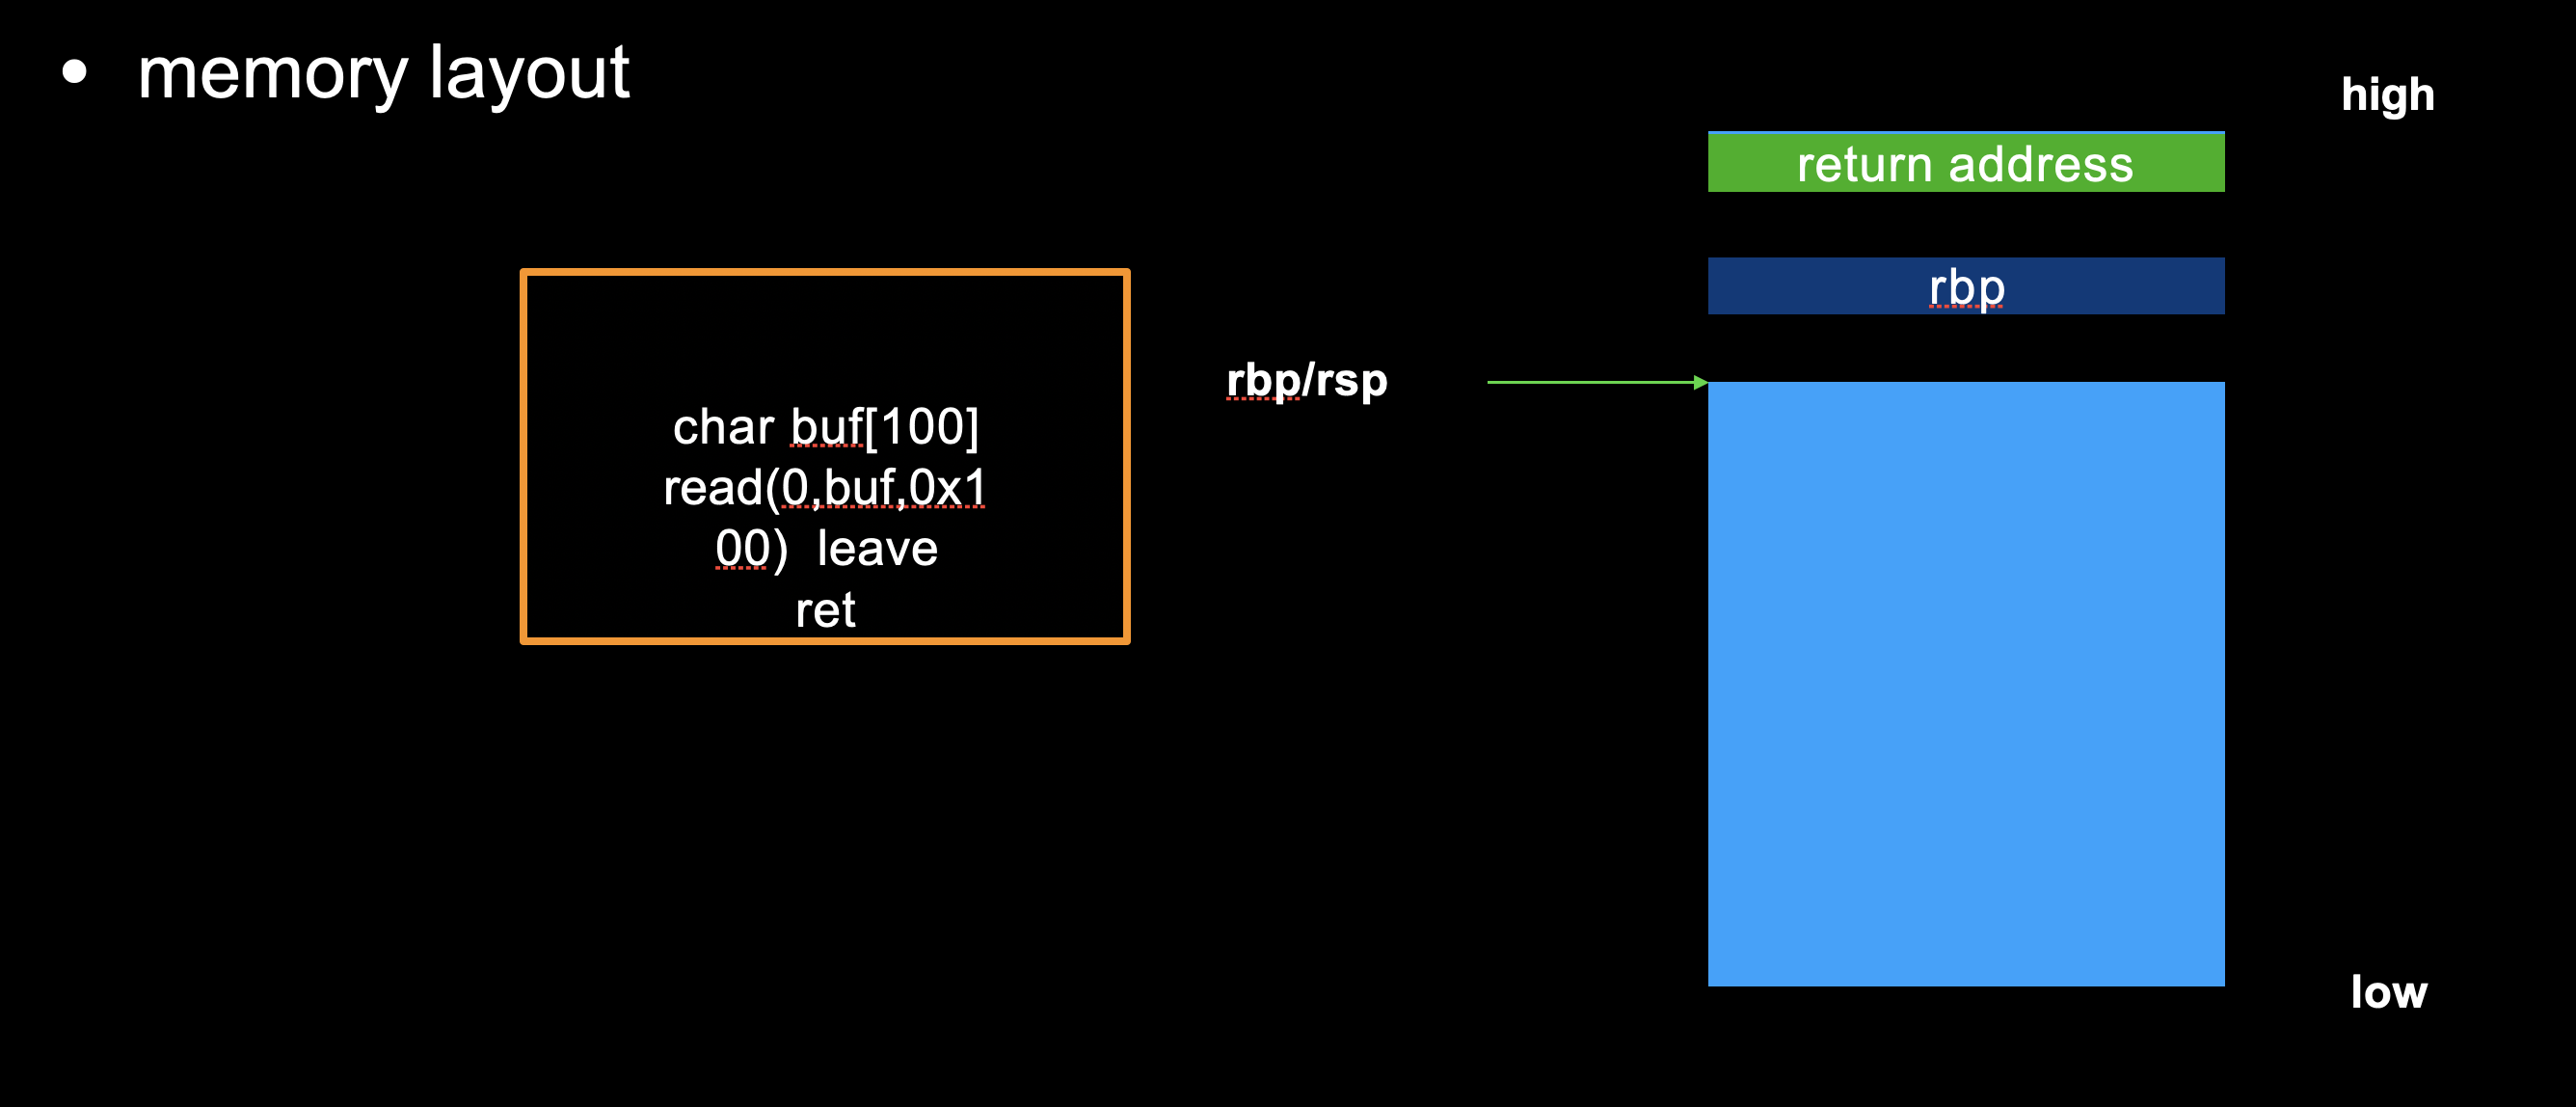 • memory layout
high
return address
rbp
rbp/rsp
char buf[100]
read(0,buf,0x1
00)  leave
ret
low